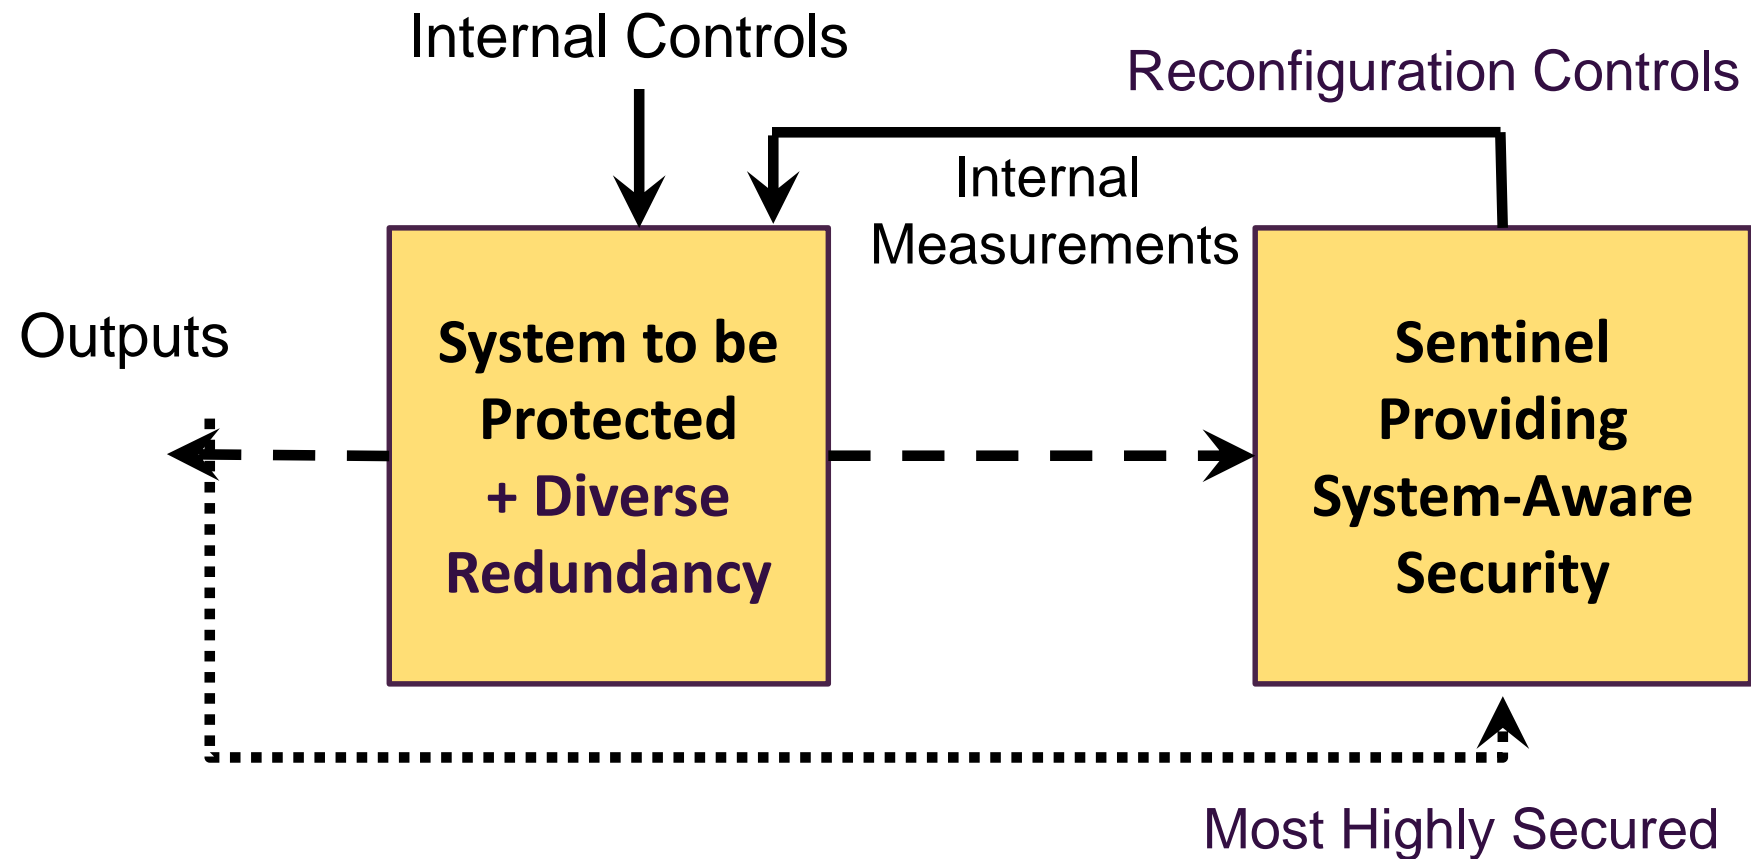 Internal Controls
Reconfiguration Controls
Internal
Measurements
Outputs
System to be
Protected
+ Diverse
Redundancy
Sentinel
Providing
System-Aware
Security
Most Highly Secured